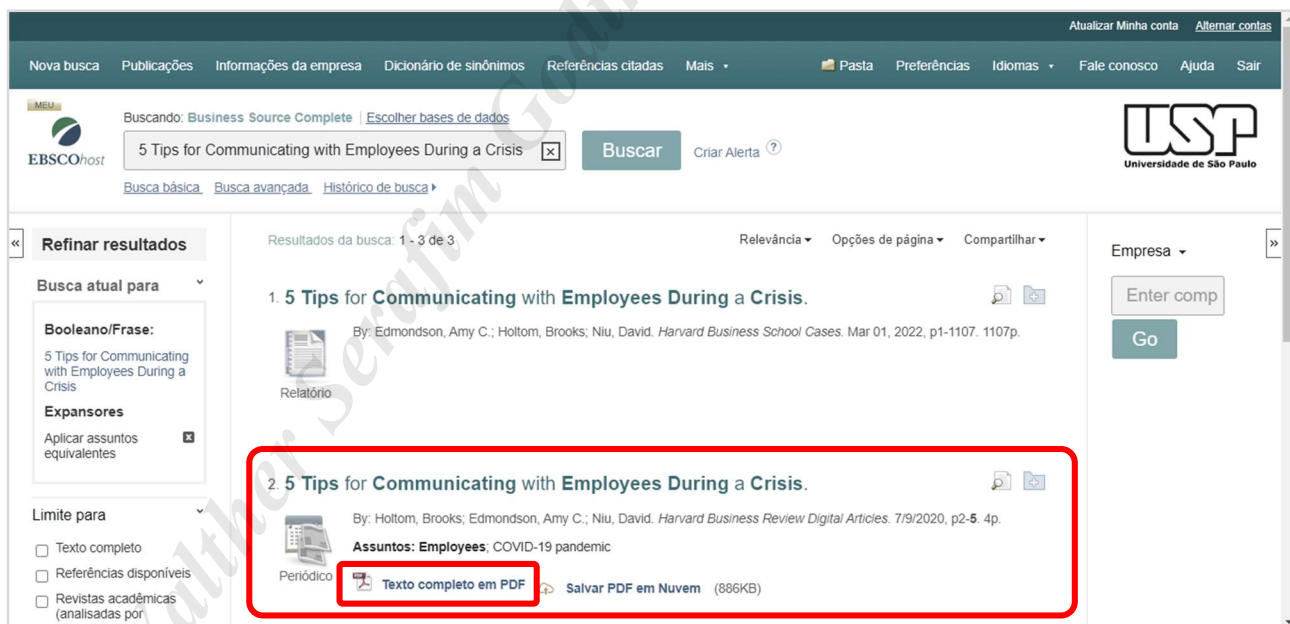 Atualizar Minha conta Alternar contas
Nova busca Publicações Informações da empresa Dicionário de sinônimos Referências citadas Mais Pasta Preferências Idiomas Fale conosco Ajuda Sair
MEU
EBSCOhost
Buscando: Business Source Complete | Escolher bases de dados
5 Tips for Communicating with Employees During a Crisis
Buscar
Criar Alerta ?
Busca básica Busca avançada Histórico de busca
USP
Universidade de São Paulo
« Refinar resultados
Busca atual para
Booleano/Frase:
5 Tips for Communicating
with Employees During a
Crisis
Expansores
Aplicar assuntos
equivalentes
Limite para
Texto completo
Referências disponíveis
Revistas acadêmicas
(analisadas por
Resultados da busca: 1 - 3 de 3
Relevância Opções de página Compartilhar
1. 5 Tips for Communicating with Employees During a Crisis.
By: Edmondson, Amy C.; Holtom, Brooks; Niu, David. Harvard Business School Cases. Mar 01, 2022, p1-1107. 1107p.
Relatório
2. 5 Tips for Communicating with Employees During a Crisis.
By: Holtom, Brooks; Edmondson, Amy C.; Niu, David. Harvard Business Review Digital Articles. 7/9/2020, p2-5. 4p.
Assuntos: Employees; COVID-19 pandemic
Periódico
Texto completo em PDF Salvar PDF em Nuvem (886KB)
Empresa »
Enter comp
Go
Serafim